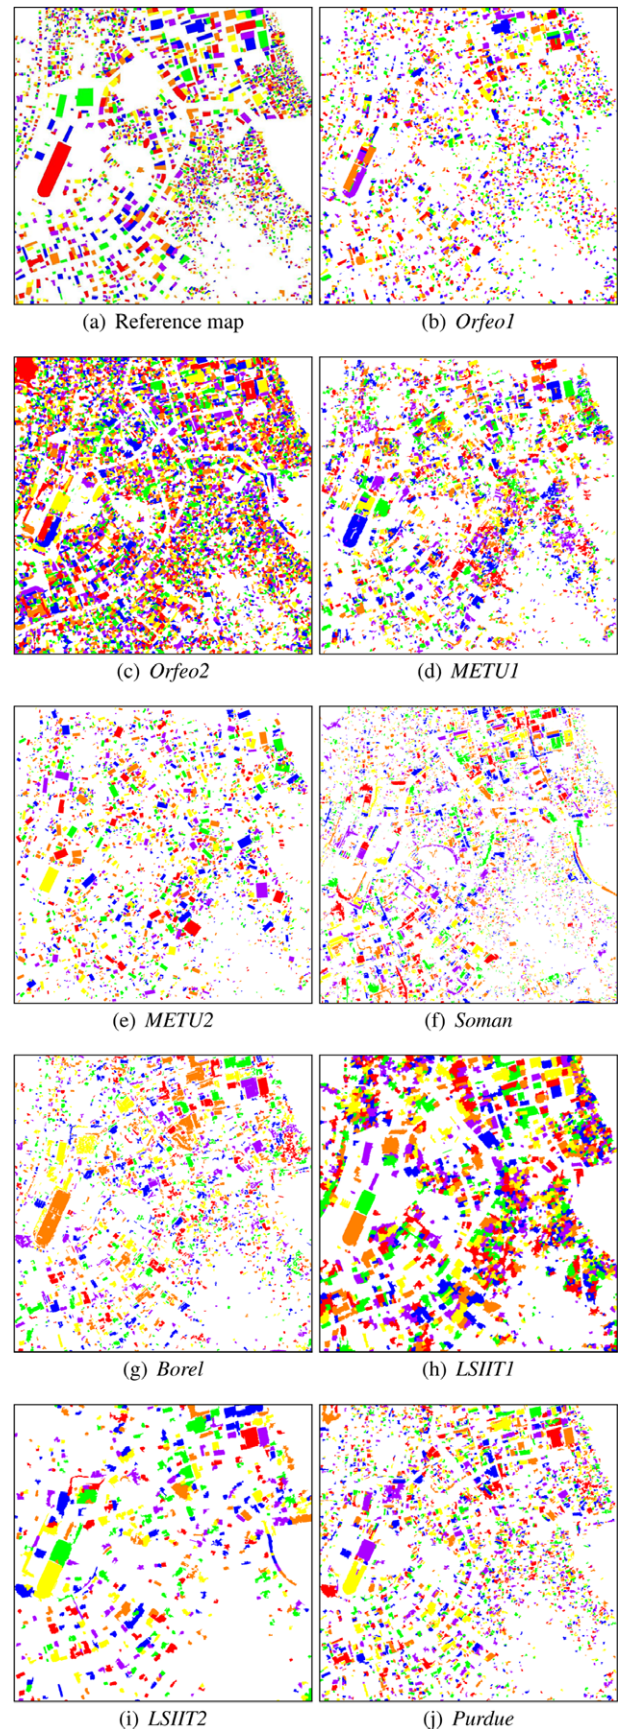 (a) Reference map
(b) Orfeo1
(c) Orfeo2
(d) METU1
(e) METU2
(f) Soman
(g) Borel
(h) LSIIT1
(i) LSIIT2
(j) Purdue